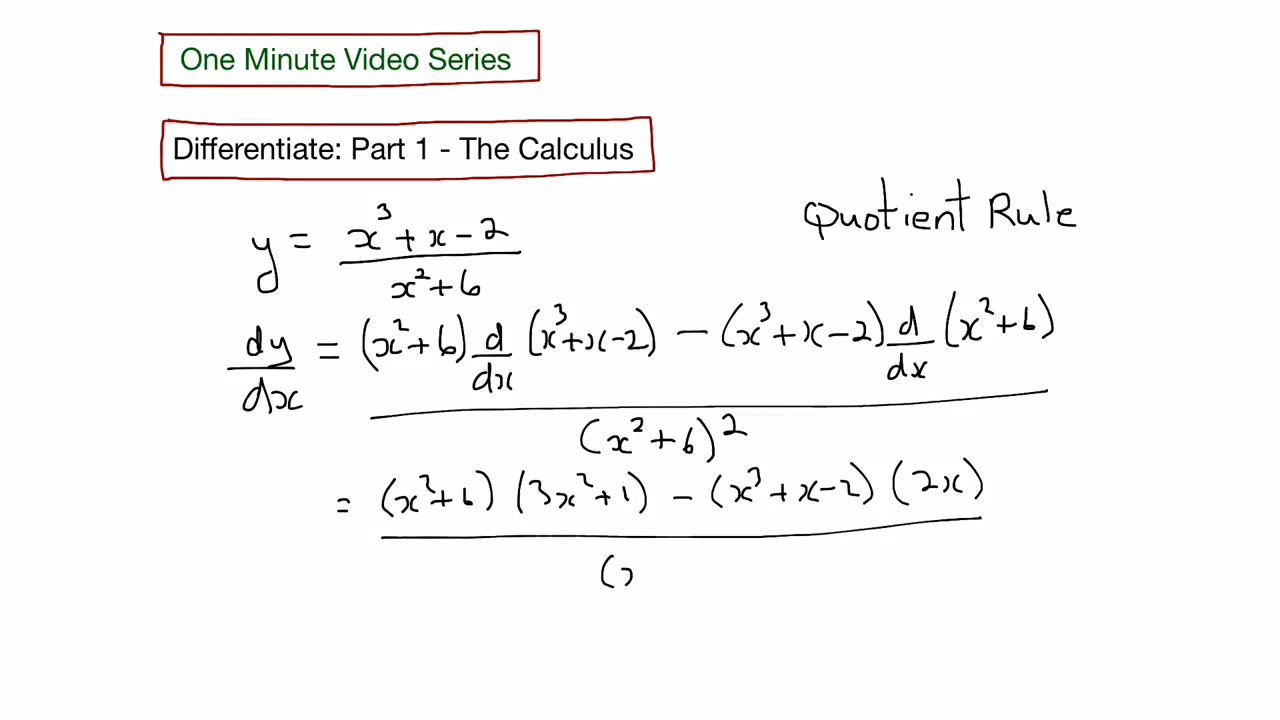 One Minute Video Series
Differentiate: Part 1 - The Calculus
Quotient Rule
y = x³ + x - 2
x² + 6
dy = (x² + 6) d (x³ + x - 2) - (x³ + x - 2) d (x² + 6)
dx dx dx
(x² + 6)²
= (x² + 6) (3x² + 1) - (x³ + x - 2) (2x)
(